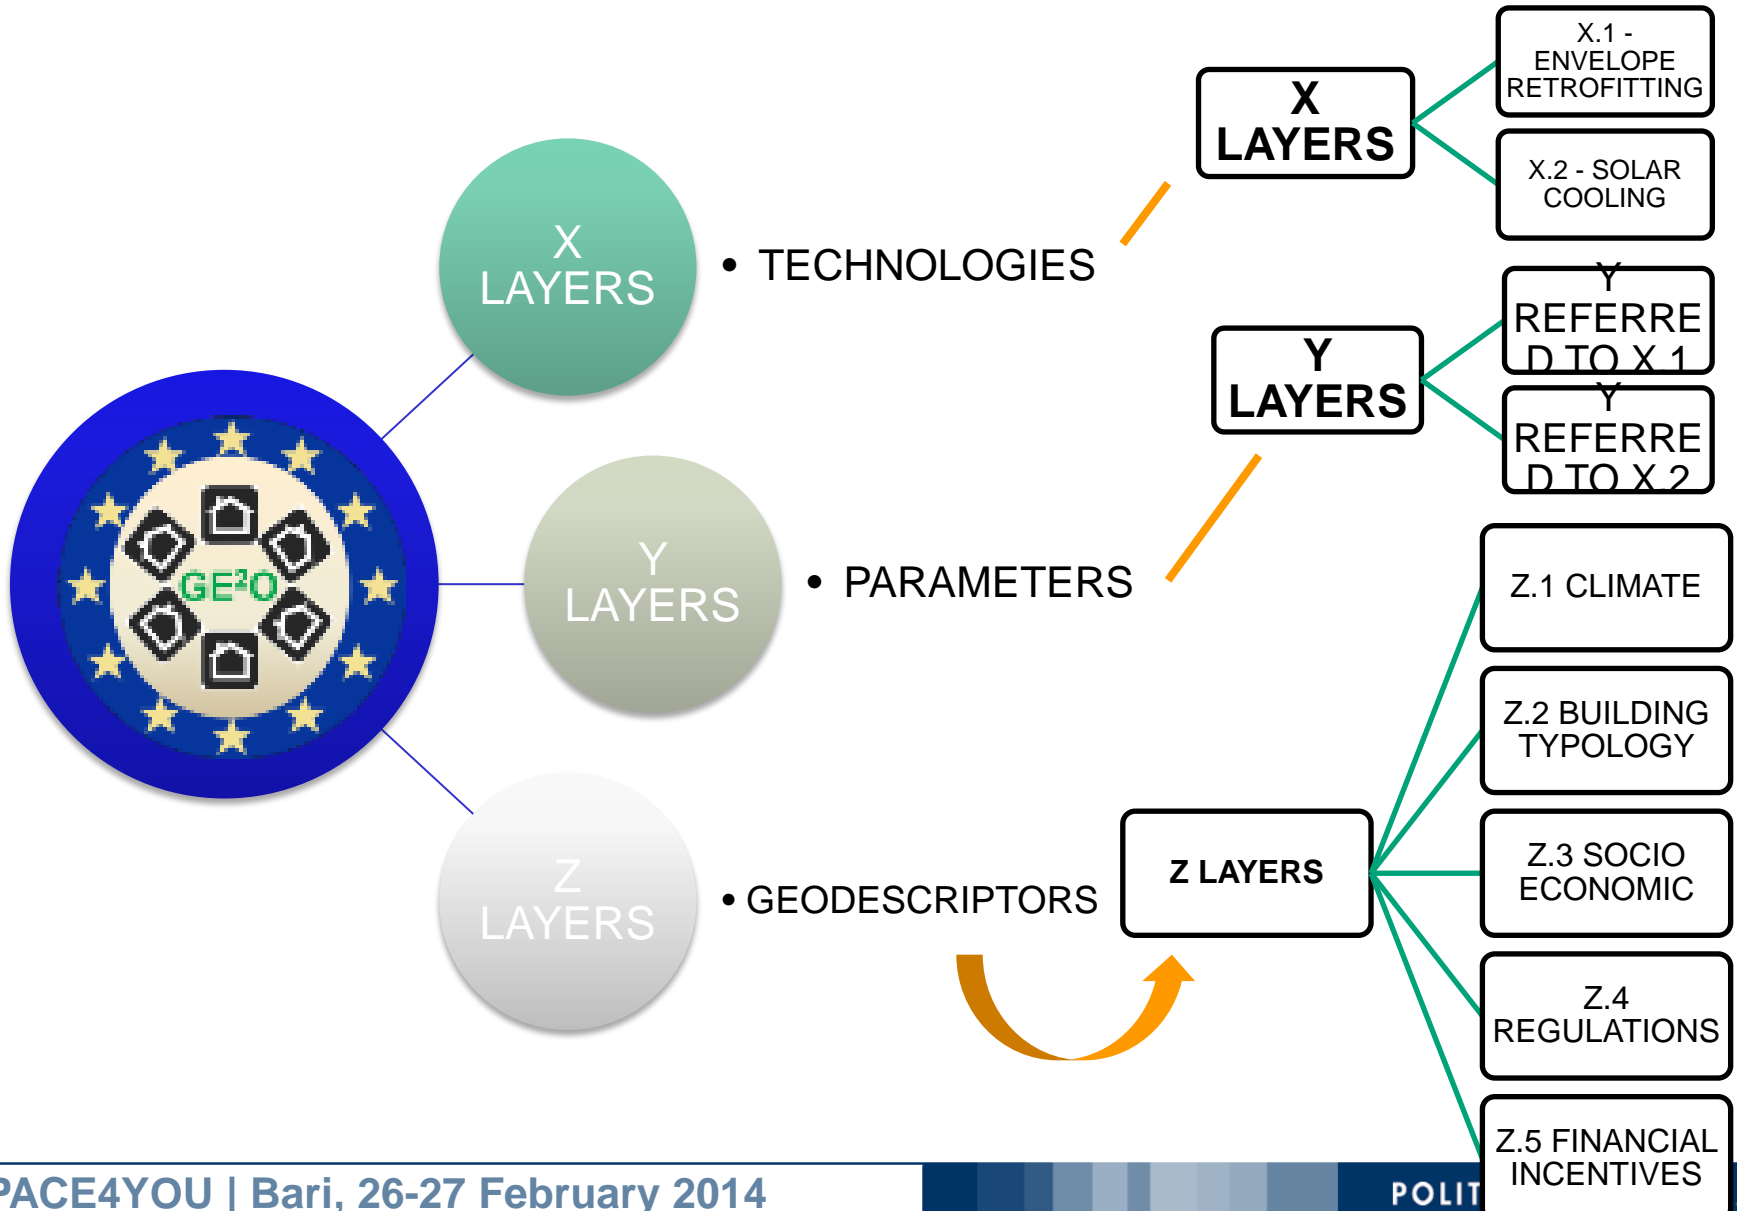 X
LAYERS
• TECHNOLOGIES
X
LAYERS
X.1 -
ENVELOPE
RETROFITTING
X.2 - SOLAR
COOLING
GE²O
Y
LAYERS
• PARAMETERS
Y
LAYERS
Y
REFERRE
D TO X.1
Y
REFERRE
D TO X.2
Z
LAYERS
• GEODESCRIPTORS
Z LAYERS
Z.1 CLIMATE
Z.2 BUILDING
TYPOLOGY
Z.3 SOCIO
ECONOMIC
Z.4
REGULATIONS
Z.5 FINANCIAL
INCENTIVES
PACE4YOU | Bari, 26-27 February 2014
POLIT